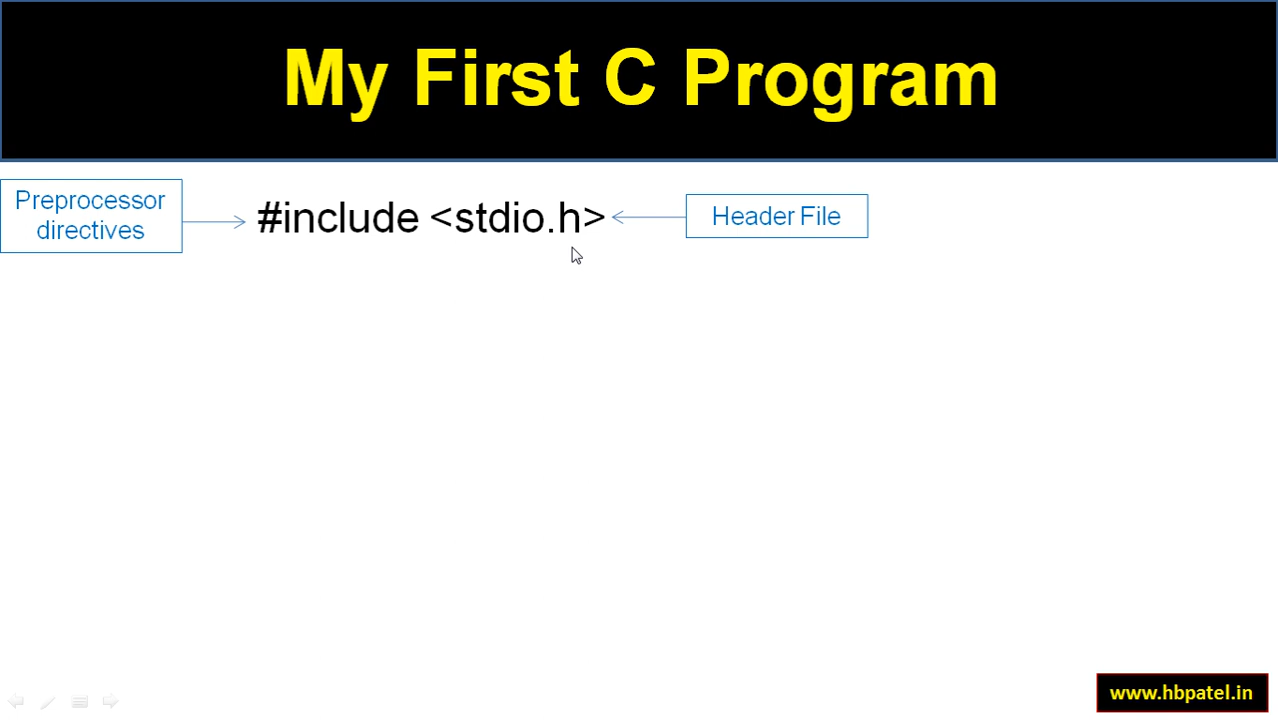 My First C Program
Preprocessor
directives
#include <stdio.h>
Header File
www.hbpatel.in